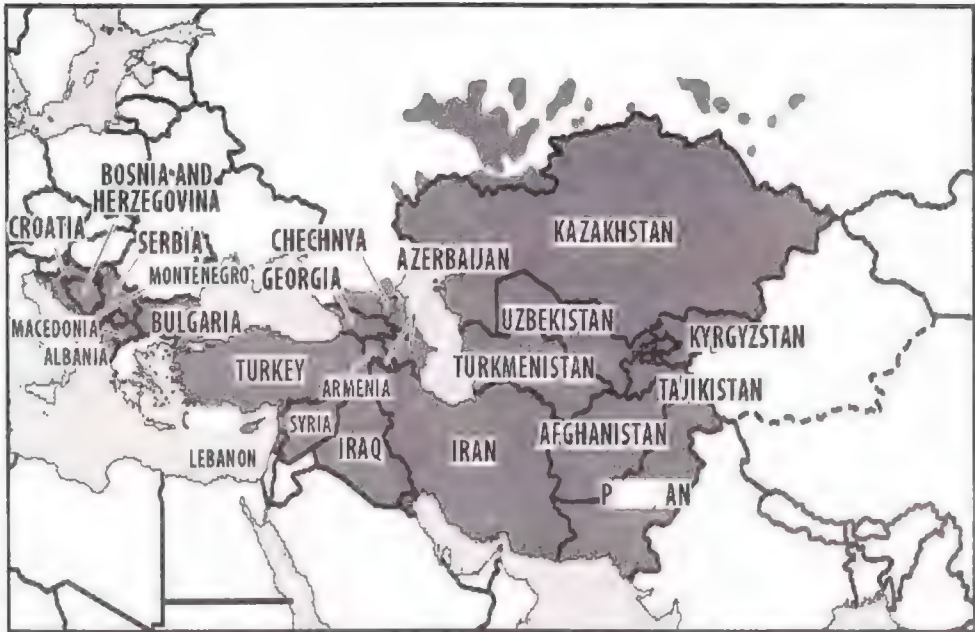 BOSNIA AND
HERZEGOVINA
CROATIA
SERBIA
MONTENEGRO
CHECHNYA
GEORGIA
AZERBAIJAN
KAZAKHSTAN
MACEDONIA
ALBANIA
BULGARIA
UZBEKISTAN
KYRGYZSTAN
TURKEY
ARMENIA
TURKMENISTAN
TAJIKISTAN
SYRIA
LEBANON
IRAQ
IRAN
AFGHANISTAN
P AN